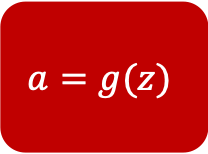 a = g(z)